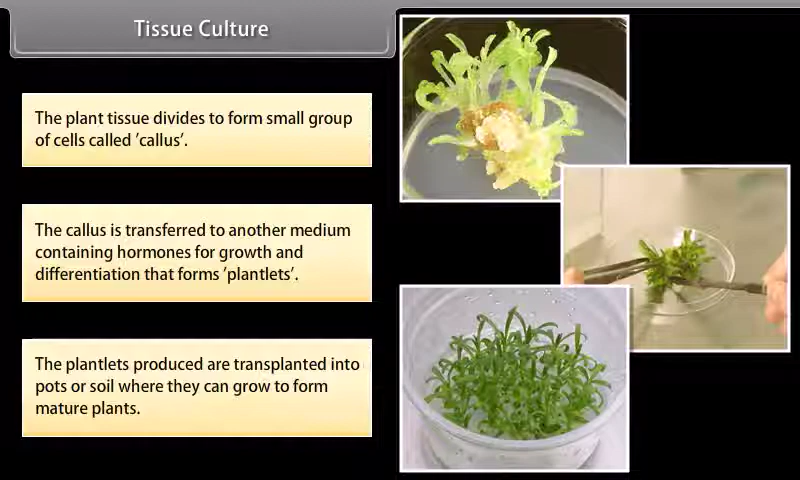 Tissue Culture
The plant tissue divides to form small group
of cells called 'callus'.
The callus is transferred to another medium
containing hormones for growth and
differentiation that forms 'plantlets'.
The plantlets produced are transplanted into
pots or soil where they can grow to form
mature plants.